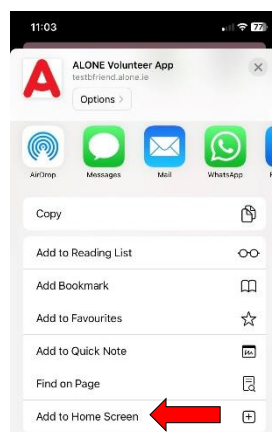 11:03
77
ALONE Volunteer App
testbfriend.alone.ie
Options >
AirDrop
Messages
Mail
WhatsApp
Copy
Add to Reading List
Add Bookmark
Add to Favourites
Add to Quick Note
Find on Page
Add to Home Screen